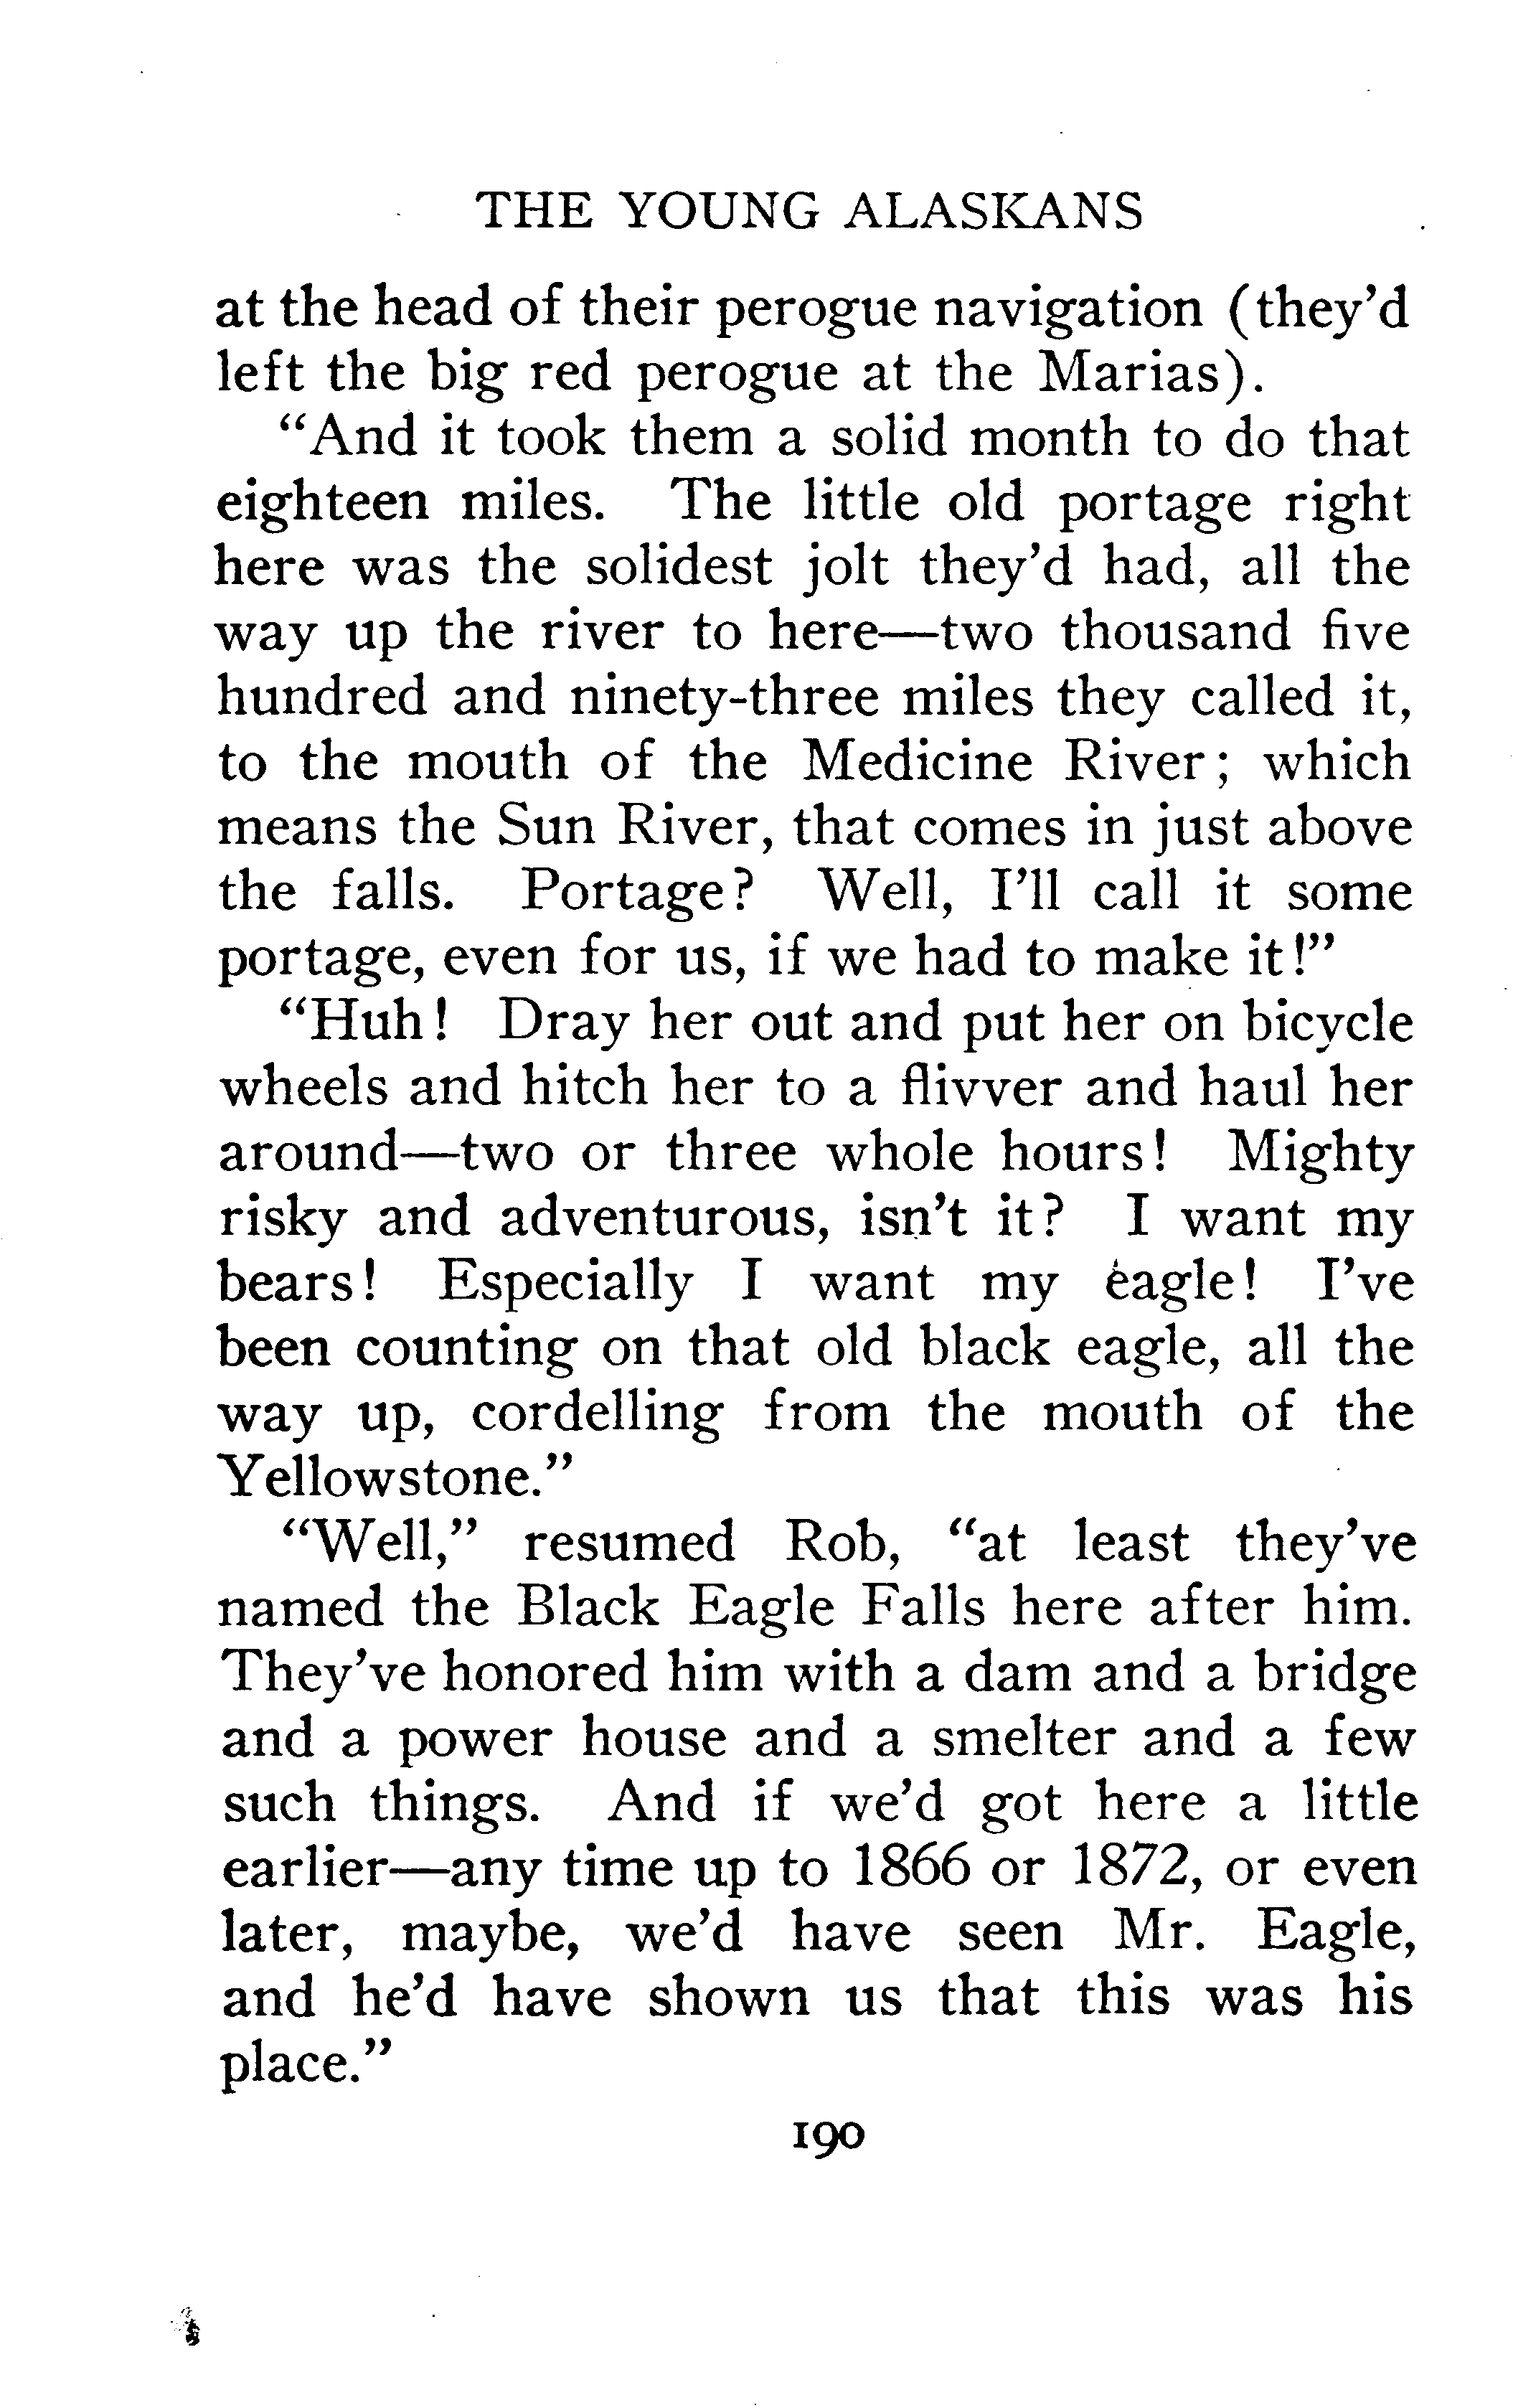 THE YOUNG ALASKANS
at the head of their perogue navigation (they'd
left the big red perogue at the Marias).
"And it took them a solid month to do that
eighteen miles. The little old portage right
here was the solidest jolt they'd had, all the
way up the river to here—two thousand five
hundred and ninety-three miles they called it,
to the mouth of the Medicine River; which
means the Sun River, that comes in just above
the falls. Portage? Well, I'll call it some
portage, even for us, if we had to make it!"
"Huh! Dray her out and put her on bicycle
wheels and hitch her to a flivver and haul her
around—two or three whole hours! Mighty
risky and adventurous, isn't it? I want my
bears! Especially I want my eagle! I've
been counting on that old black eagle, all the
way up, cordelling from the mouth of the
Yellowstone."
"Well," resumed Rob, "at least they've
named the Black Eagle Falls here after him.
They've honored him with a dam and a bridge
and a power house and a smelter and a few
such things. And if we'd got here a little
earlier—any time up to 1866 or 1872, or even
later, maybe, we'd have seen Mr. Eagle,
and he'd have shown us that this was his
place."
190